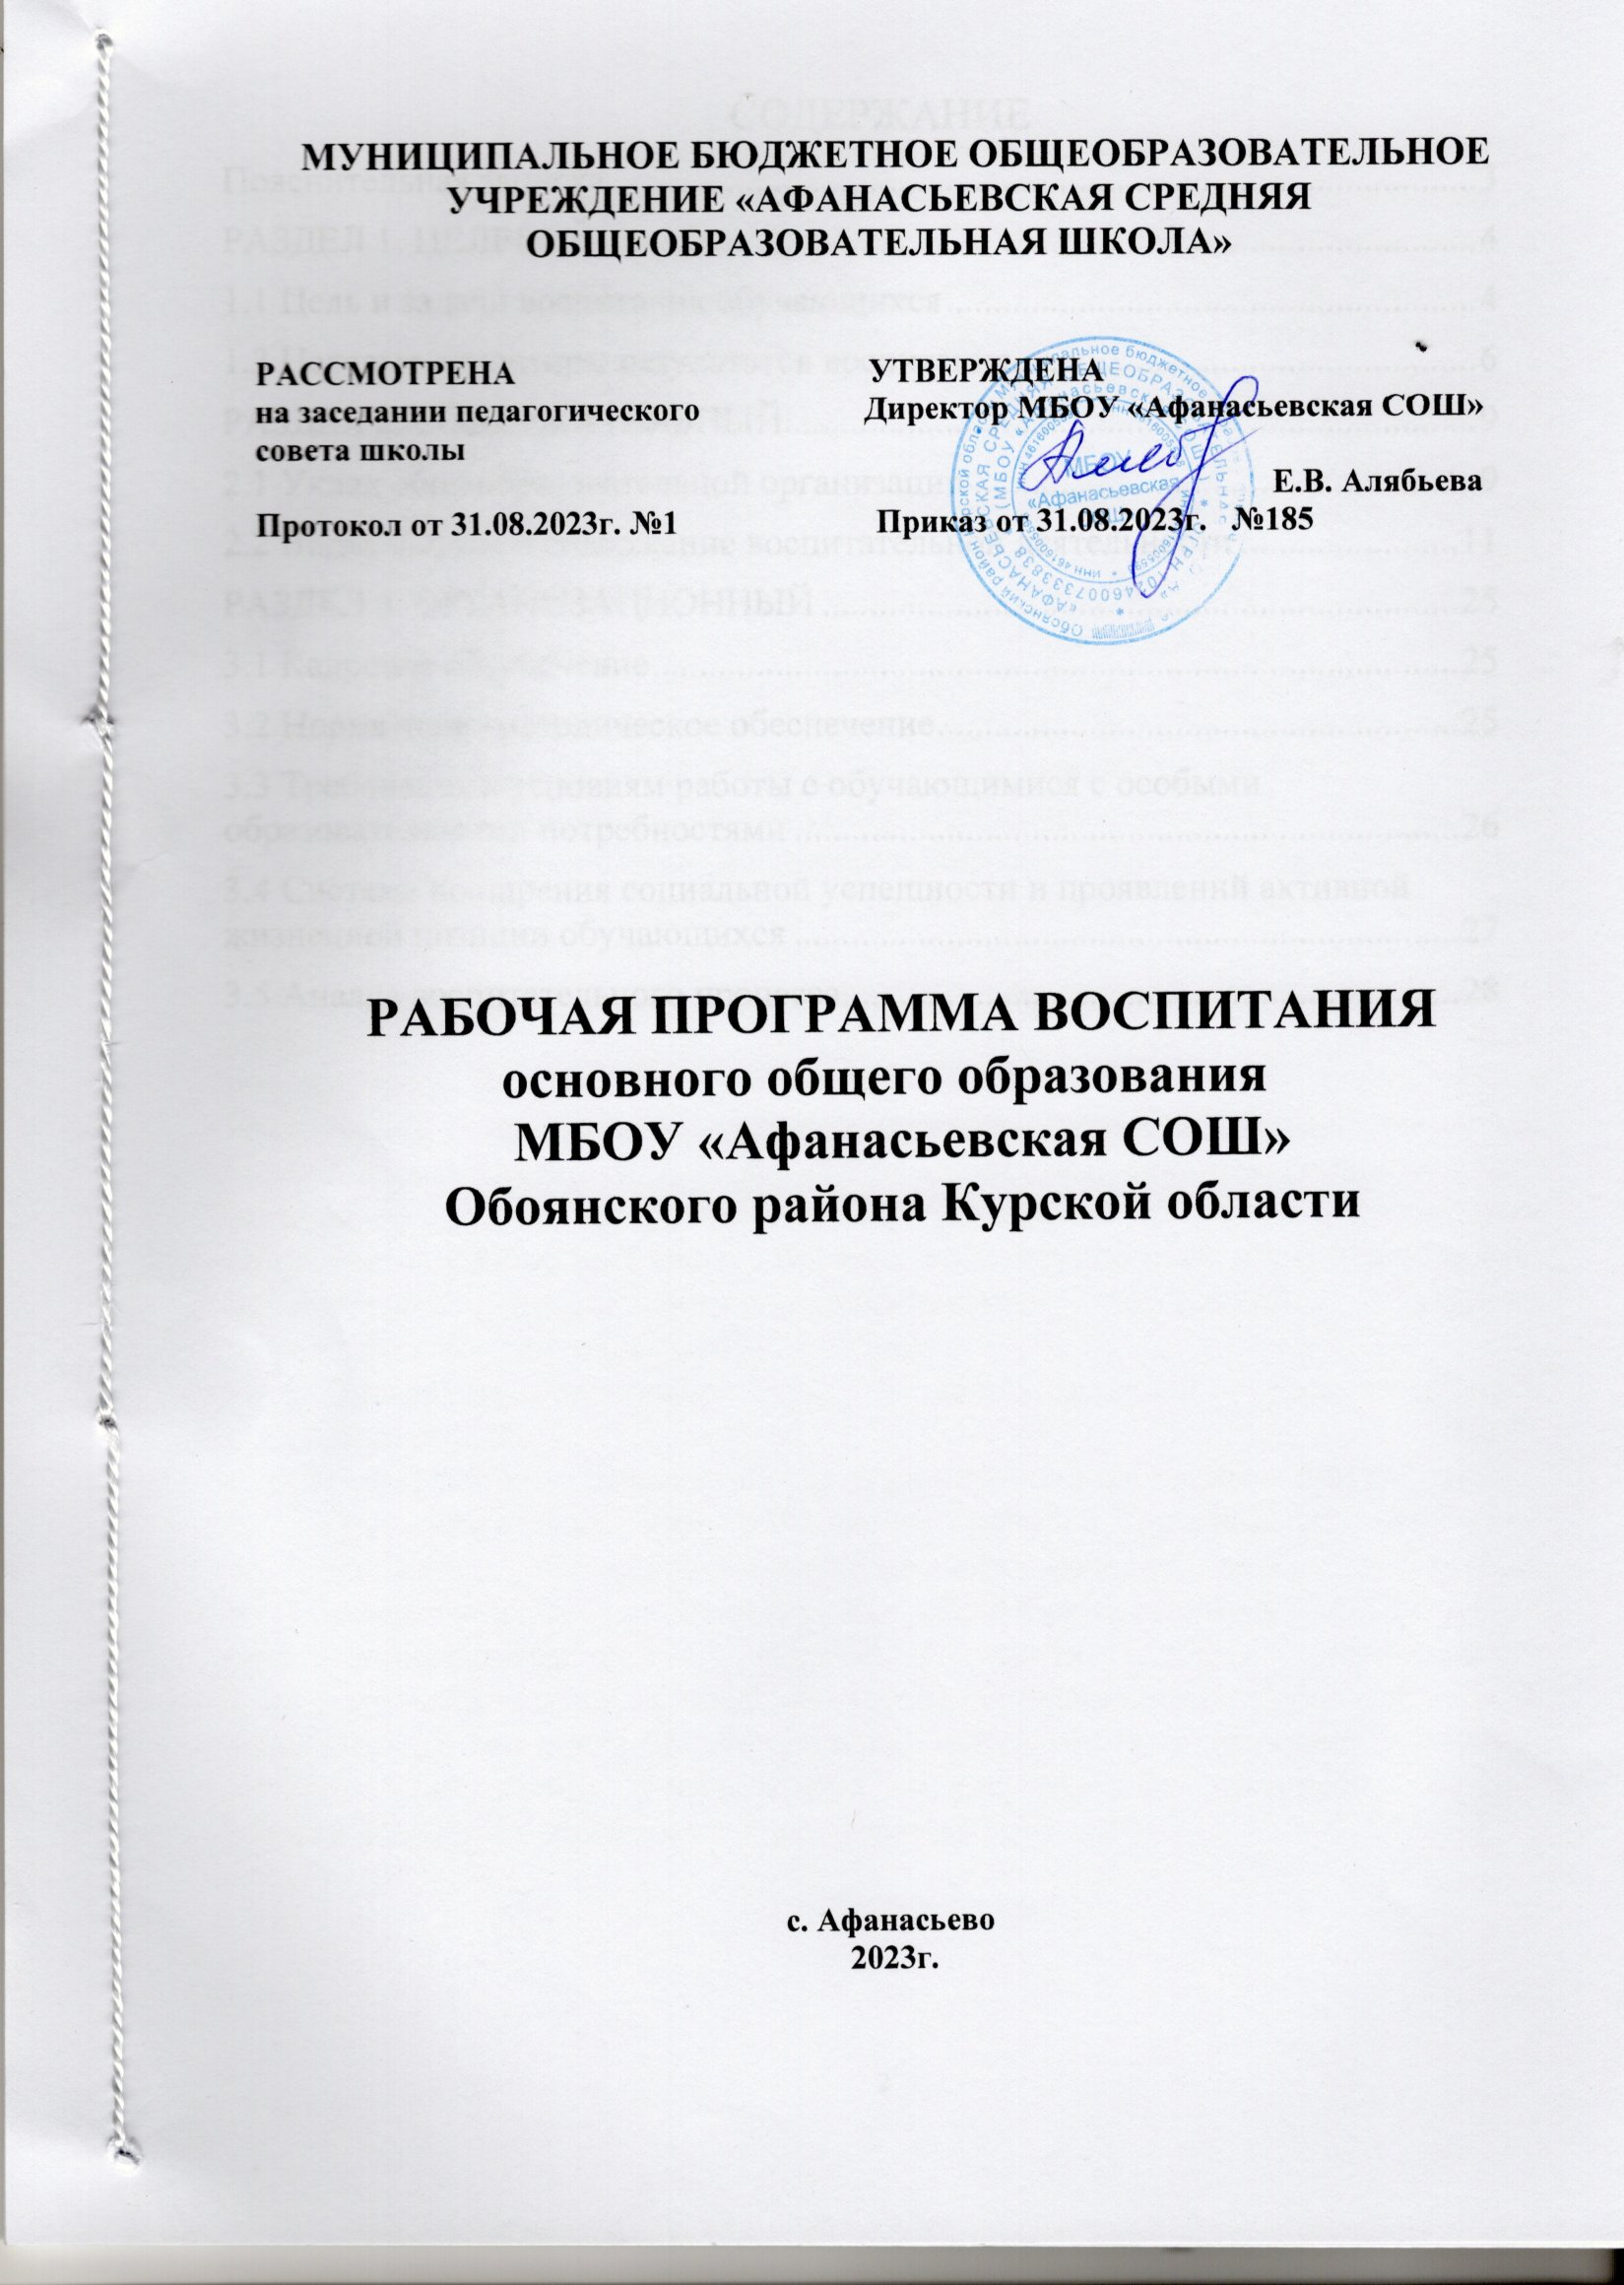 МУНИЦИПАЛЬНОЕ БЮДЖЕТНОЕ ОБЩЕОБРАЗОВАТЕЛЬНОЕ
УЧРЕЖДЕНИЕ «АФАНАСЬЕВСКАЯ СРЕДНЯЯ
ОБЩЕОБРАЗОВАТЕЛЬНАЯ ШКОЛА»
РАССМОТРЕНА
на заседании педагогического
совета школы
Протокол от 31.08.2023г. №1
УТВЕРЖДЕНА
Директор МБОУ «Афанасьевская СОШ»
Е.В. Алябьева
Приказ от 31.08.2023г. №185
МБОУ
«Афанасьевская
РАБОЧАЯ ПРОГРАММА ВОСПИТАНИЯ
основного общего образования
МБОУ «Афанасьевская СОШ»
Обоянского района Курской области
с. Афанасьево
2023г.